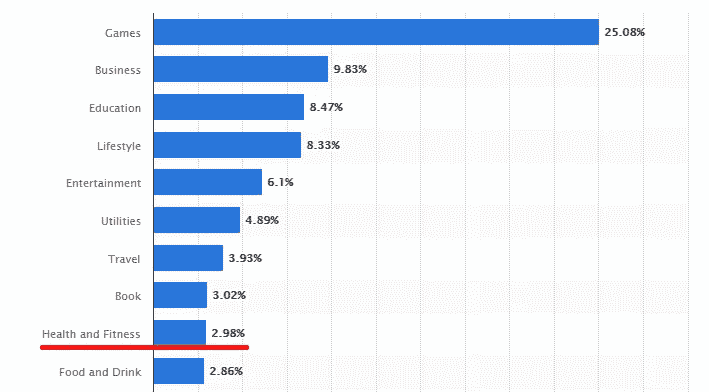 Games 25.08%
Business 9.83%
Education 8.47%
Lifestyle 8.33%
Entertainment 6.1%
Utilities 4.89%
Travel 3.93%
Book 3.02%
Health and Fitness 2.98%
Food and Drink 2.86%